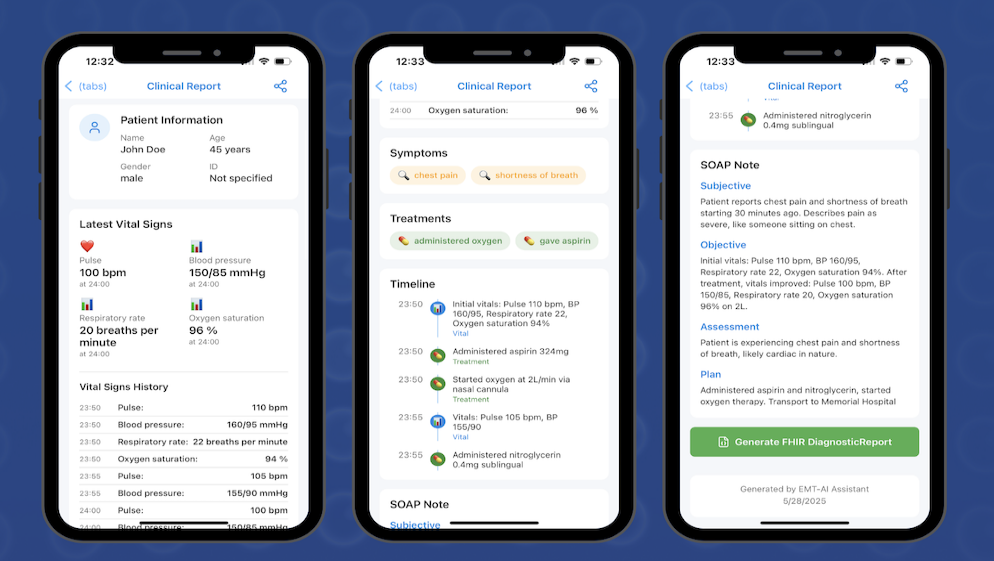 12:32
(tabs)
Clinical Report
Patient Information
Name
Age
John Doe
45 years
Gender
ID
male
Not specified
Latest Vital Signs
Pulse
Blood pressure
100 bpm
150/85 mmHg
at 24:00
at 24:00
Respiratory rate
Oxygen saturation
20 breaths per
96 %
minute
at 24:00
at 24:00
Vital Signs History
23:50 Pulse: 110 bpm
23:50 Blood pressure: 160/95 mmHg
23:50 Respiratory rate: 22 breaths per minute
23:50 Oxygen saturation: 94 %
23:55 Pulse: 105 bpm
23:55 Blood pressure: 155/90 mmHg
24:00 Pulse: 100 bpm
24:00 Blood pressure: 150/85 mmHg
12:33
(tabs)
Clinical Report
24:00 Oxygen saturation: 96 %
Symptoms
chest pain
shortness of breath
Treatments
administered oxygen
gave aspirin
Timeline
23:50 Initial vitals: Pulse 110 bpm, BP
160/95, Respiratory rate 22,
Oxygen saturation 94%
Vital
23:50 Administered aspirin 324mg
Treatment
23:50 Started oxygen at 2L/min via
nasal cannula
Treatment
23:55 Vitals: Pulse 105 bpm, BP
155/90
Vital
23:55 Administered nitroglycerin
0.4mg sublingual
SOAP Note
Subjective
12:33
(tabs)
Clinical Report
Vital
23:55 Administered nitroglycerin
0.4mg sublingual
SOAP Note
Subjective
Patient reports chest pain and shortness of breath
starting 30 minutes ago. Describes pain as
severe, like someone sitting on chest.
Objective
Initial vitals: Pulse 110 bpm, BP 160/95,
Respiratory rate 22, Oxygen saturation 94%. After
treatment, vitals improved: Pulse 100 bpm, BP
150/85, Respiratory rate 20, Oxygen saturation
96% on 2L.
Assessment
Patient is experiencing chest pain and shortness
of breath, likely cardiac in nature.
Plan
Administered aspirin and nitroglycerin, started
oxygen therapy. Transport to Memorial Hospital
Generate FHIR DiagnosticReport
Generated by EMT-AI Assistant
5/28/2025